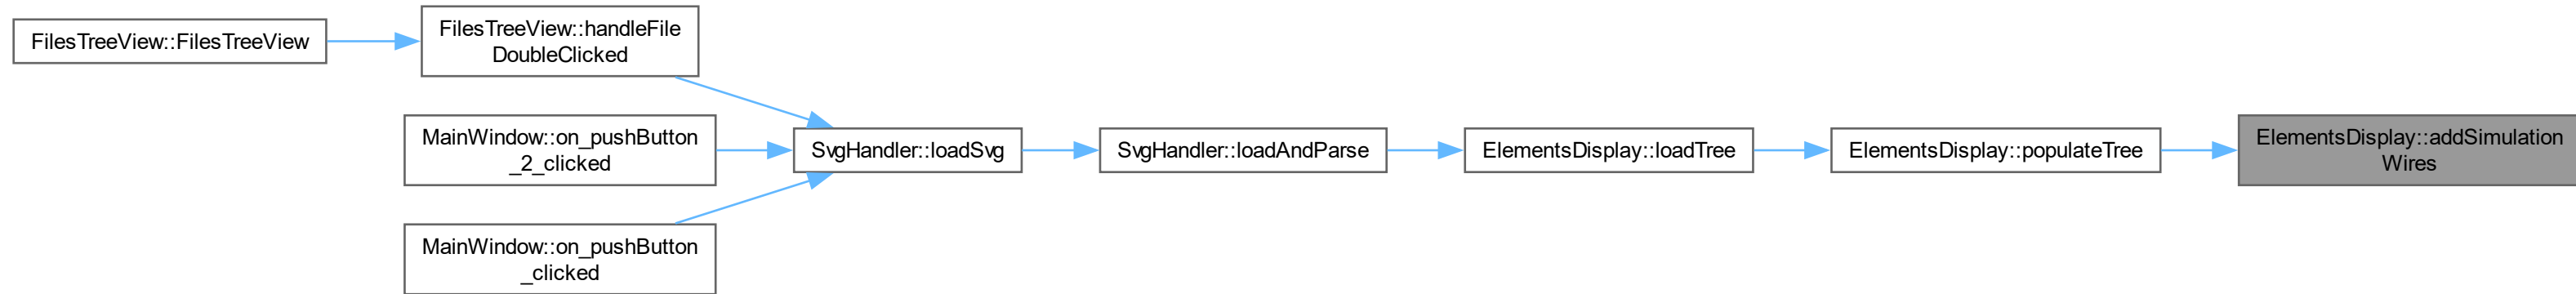 FilesTreeView::FilesTreeView
FilesTreeView::handleFile
DoubleClicked
MainWindow::on_pushButton
_2_clicked
MainWindow::on_pushButton
_clicked
SvgHandler::loadSvg
SvgHandler::loadAndParse
ElementsDisplay::loadTree
ElementsDisplay::populateTree
ElementsDisplay::addSimulation
Wires